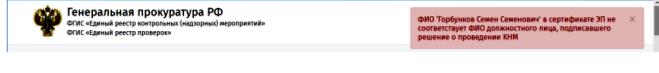 Генеральная прокуратура РФ
ФГИС «Единый реестр контрольных (надзорных) мероприятий»
ФГИС «Единый реестр проверок»
ФИО 'Горбунков Семен Семенович' в сертификате ЭП не
соответствует ФИО должностного лица, подписавшего
решение о проведении КНМ